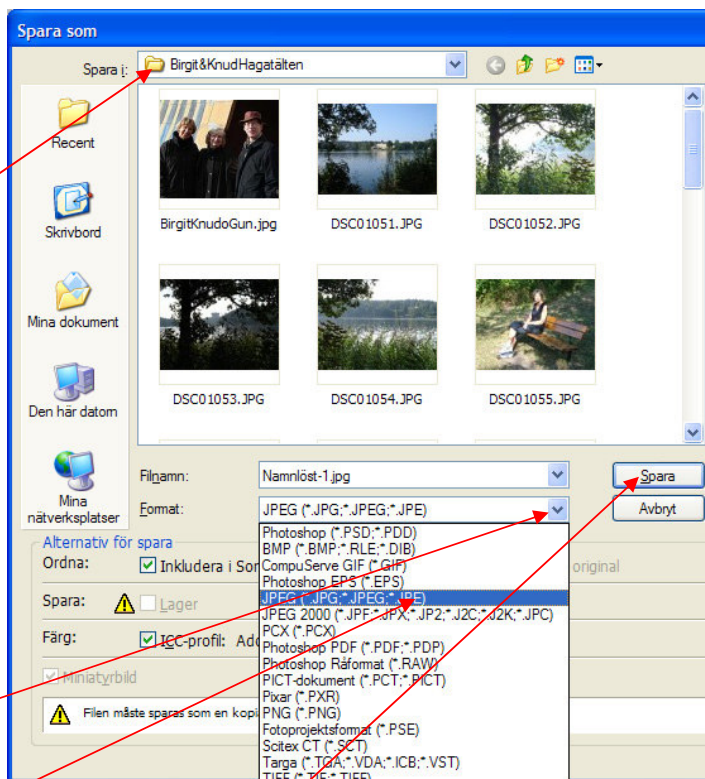 Spara som
Spara i: Birgit&KnudHagatälten
Recent
Skrivbord
Mina dokument
Den här datorn
Mina nätverksplatser
BirgitKnudoGun.jpg DSC01051.JPG DSC01052.JPG
DSC01053.JPG DSC01054.JPG DSC01055.JPG
Filnamn: Namnlöst-1.jpg Spara
Format: JPEG (*.JPG;*.JPEG;*.JPE) Avbryt
Photoshop (*.PSD;*.PDD)
BMP (*.BMP;*.RLE;*.DIB)
CompuServe GIF (*.GIF)
Photoshop EPS (*.EPS)
JPEG (*.JPG;*.JPEG;*.JPE)
JPEG 2000 (*.JPF;*.JPX;*.JP2;*.J2C;*.J2K;*.JPC)
PCX (*.PCX)
Photoshop PDF (*.PDF;*.PDP)
Photoshop Råformat (*.RAW)
PICT-dokument (*.PCT;*.PICT)
Pixar (*.PXR)
PNG (*.PNG)
Fotoprojektsformat (*.PSE)
Scitex CT (*.SCT)
Targa (*.TGA;*.VDA;*.ICB;*.VST)
TIFF (*.TIF;*.TIFF)
Alternativ för spara
Ordna: Inkludera i original
Spara: Lager
Färg: ICC-profil:
Miniatyrbild
Filen måste sparas som en